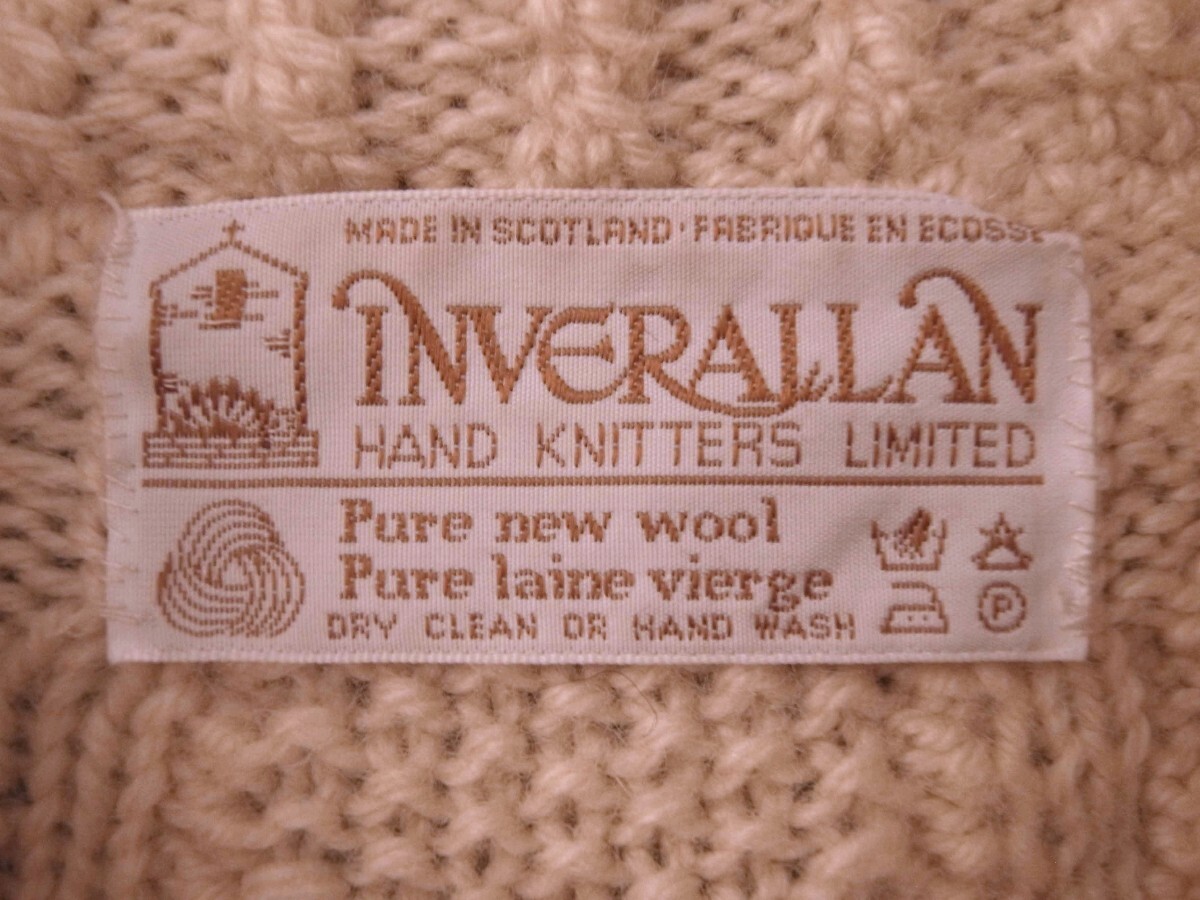 MADE IN SCOTLAND · FABRIQUE EN ECOSSE
INVERALLAN
HAND KNITTERS LIMITED
Pure new wool
Pure laine vierge
DRY CLEAN OR HAND WASH
P